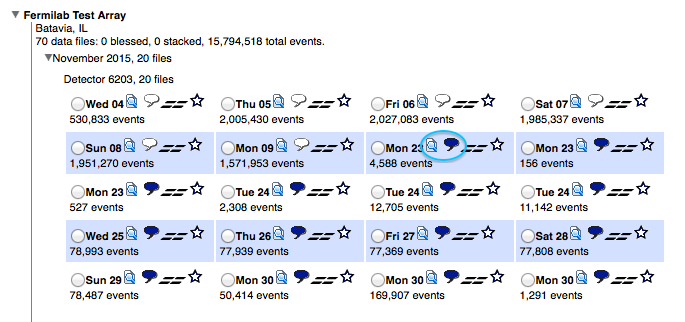 Fermilab Test Array
Batavia, IL
70 data files: 0 blessed, 0 stacked, 15,794,518 total events.
November 2015, 20 files
Detector 6203, 20 files
Wed 04 Thu 05 Fri 06 Sat 07
530,833 events 2,005,430 events 2,027,083 events 1,985,337 events
Sun 08 Mon 09 Mon 23 Mon 23
1,951,270 events 1,571,953 events 4,588 events 156 events
Mon 23 Tue 24 Tue 24 Tue 24
527 events 2,308 events 12,705 events 11,142 events
Wed 25 Thu 26 Fri 27 Sat 28
78,993 events 77,939 events 77,369 events 77,808 events
Sun 29 Mon 30 Mon 30 Mon 30
78,487 events 50,414 events 169,907 events 1,291 events